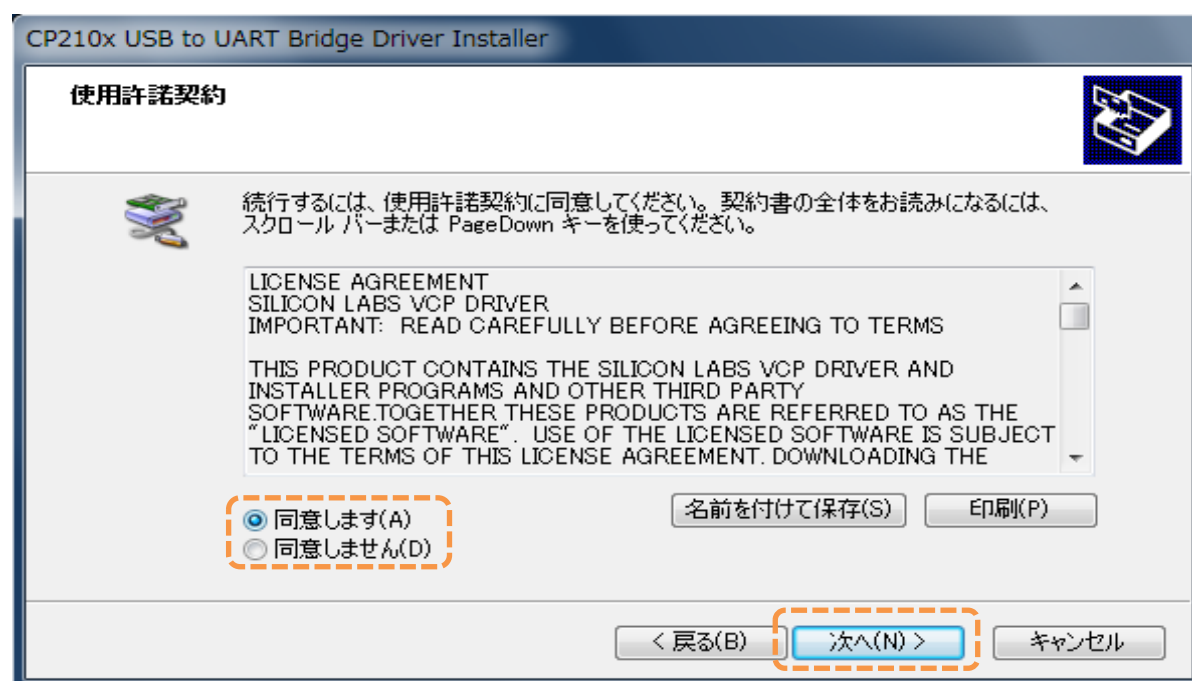 CP210x USB to UART Bridge Driver Installer
使用許諾契約
続行するには、使用許諾契約に同意してください。契約書の全体をお読みになるには、
スクロール バーまたは PageDown キーを使ってください。
LICENSE AGREEMENT
SILICON LABS VCP DRIVER
IMPORTANT:  READ CAREFULLY BEFORE AGREEING TO TERMS
THIS PRODUCT CONTAINS THE SILICON LABS VCP DRIVER AND
INSTALLER PROGRAMS AND OTHER THIRD PARTY
SOFTWARE.TOGETHER THESE PRODUCTS ARE REFERRED TO AS THE
"LICENSED SOFTWARE".  USE OF THE LICENSED SOFTWARE IS SUBJECT
TO THE TERMS OF THIS LICENSE AGREEMENT. DOWNLOADING THE
同意します(A)
名前を付けて保存(S)
印刷(P)
同意しません(D)
< 戻る(B)
次へ(N) >
キャンセル